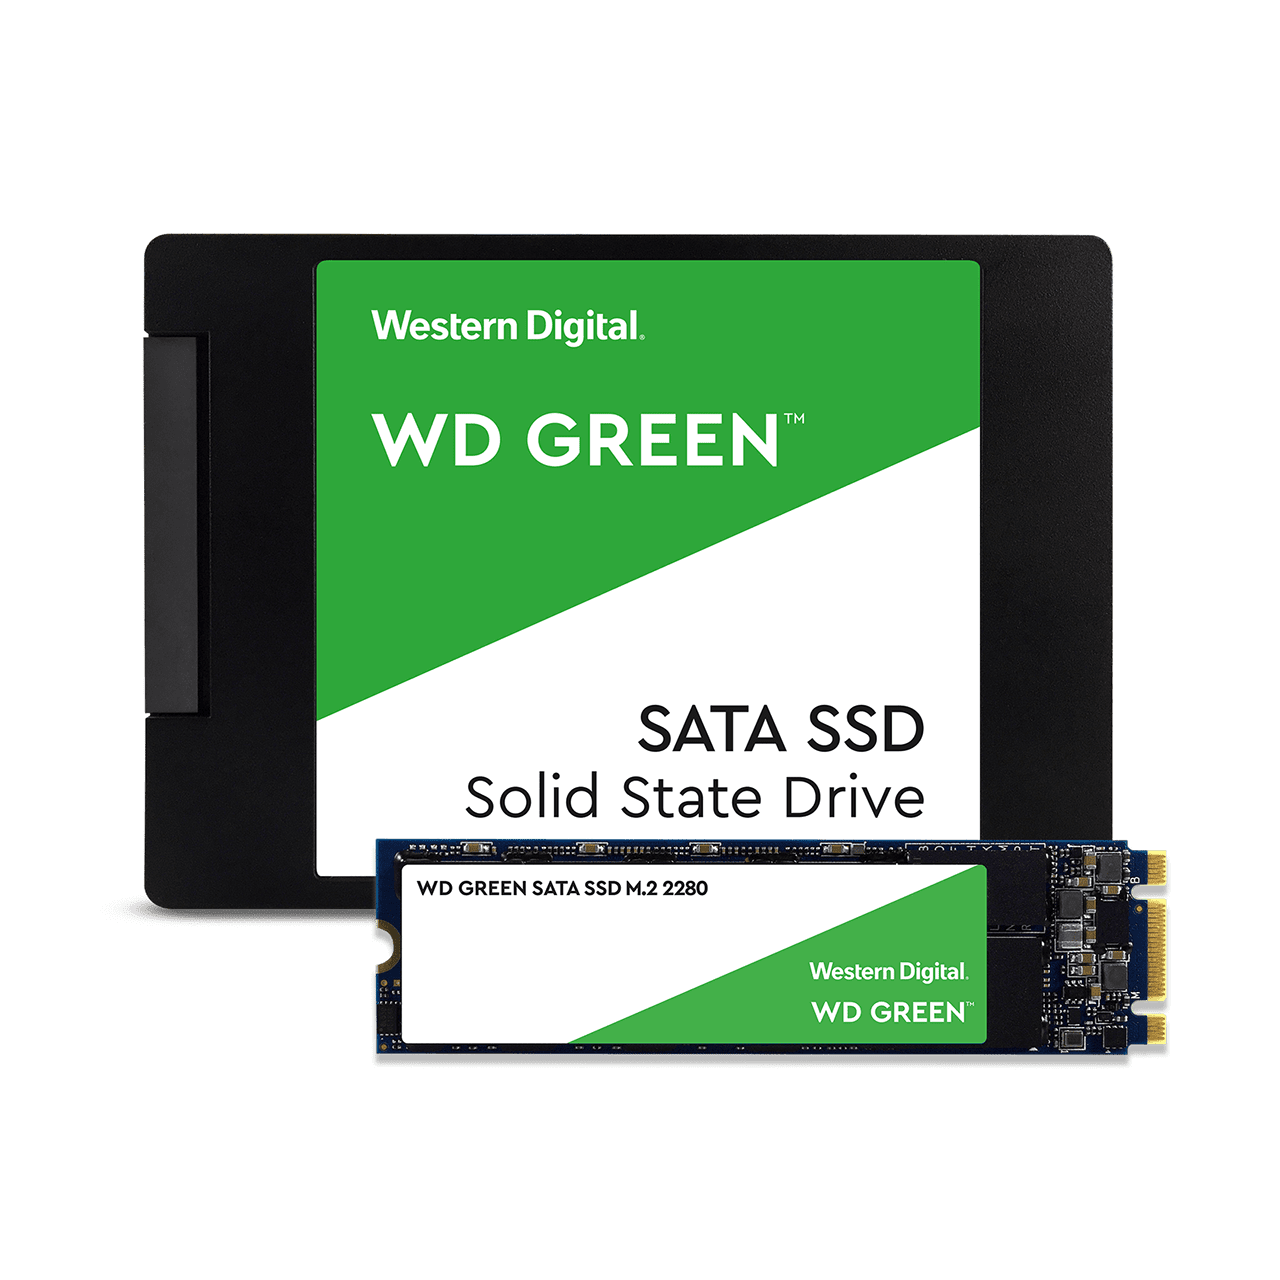 Western Digital®
WD GREEN™
SATA SSD
Solid State Drive
WD GREEN SATA SSD M.2 2280
B
M
Western Digital®
WD GREEN™